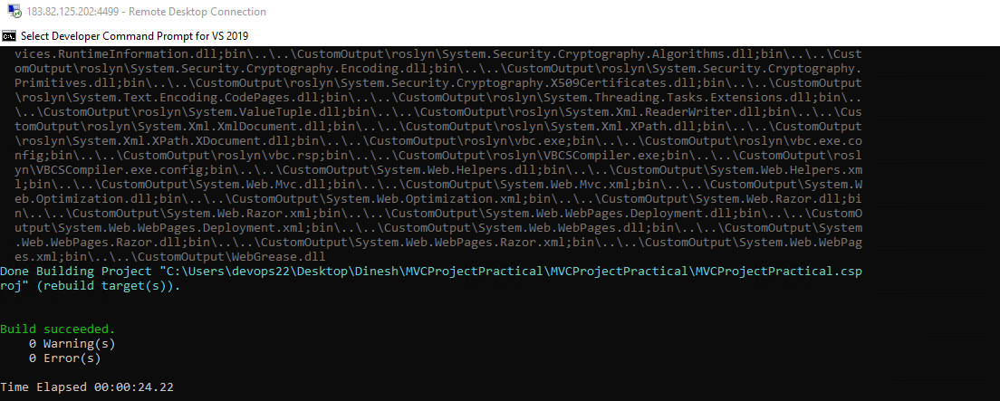 183.82.125.202:4499 - Remote Desktop Connection
Select Developer Command Prompt for VS 2019
vices.RuntimeInformation.dll;bin\..\..\CustomOutput\roslyn\System.Security.Cryptography.Algorithms.dll;bin\..\..\Cust
omOutput\roslyn\System.Security.Cryptography.Encoding.dll;bin\..\..\CustomOutput\roslyn\System.Security.Cryptography.
Primitives.dll;bin\..\..\CustomOutput\roslyn\System.Security.Cryptography.X509Certificates.dll;bin\..\..\CustomOutput
\roslyn\System.Text.Encoding.CodePages.dll;bin\..\..\CustomOutput\roslyn\System.Threading.Tasks.Extensions.dll;bin\..
\..\CustomOutput\roslyn\System.ValueTuple.dll;bin\..\..\CustomOutput\roslyn\System.Xml.ReaderWriter.dll;bin\..\..\Cus
tomOutput\roslyn\System.Xml.XmlDocument.dll;bin\..\..\CustomOutput\roslyn\System.Xml.XPath.dll;bin\..\..\CustomOutput
\roslyn\System.Xml.XPath.XDocument.dll;bin\..\..\CustomOutput\roslyn\vbc.exe;bin\..\..\CustomOutput\roslyn\vbc.exe.co
nfig;bin\..\..\CustomOutput\roslyn\vbc.rsp;bin\..\..\CustomOutput\roslyn\VBCSCompiler.exe;bin\..\..\CustomOutput\rosl
yn\VBCSCompiler.exe.config;bin\..\..\CustomOutput\System.Web.Helpers.dll;bin\..\..\CustomOutput\System.Web.Helpers.xm
l;bin\..\..\CustomOutput\System.Web.Mvc.dll;bin\..\..\CustomOutput\System.Web.Mvc.xml;bin\..\..\CustomOutput\System.W
eb.Optimization.dll;bin\..\..\CustomOutput\System.Web.Optimization.xml;bin\..\..\CustomOutput\System.Web.Razor.dll;bi
n\..\..\CustomOutput\System.Web.Razor.xml;bin\..\..\CustomOutput\System.Web.WebPages.Deployment.dll;bin\..\..\CustomO
utput\System.Web.WebPages.Deployment.xml;bin\..\..\CustomOutput\System.Web.WebPages.dll;bin\..\..\CustomOutput\System
.Web.WebPages.Razor.dll;bin\..\..\CustomOutput\System.Web.WebPages.Razor.xml;bin\..\..\CustomOutput\System.Web.WebPag
es.xml;bin\..\..\CustomOutput\WebGrease.dll
Done Building Project "C:\Users\devops22\Desktop\Dinesh\MVCProjectPractical\MVCProjectPractical\MVCProjectPractical.csp
roj" (rebuild target(s)).
Build succeeded.
0 Warning(s)
0 Error(s)
Time Elapsed 00:00:24.22